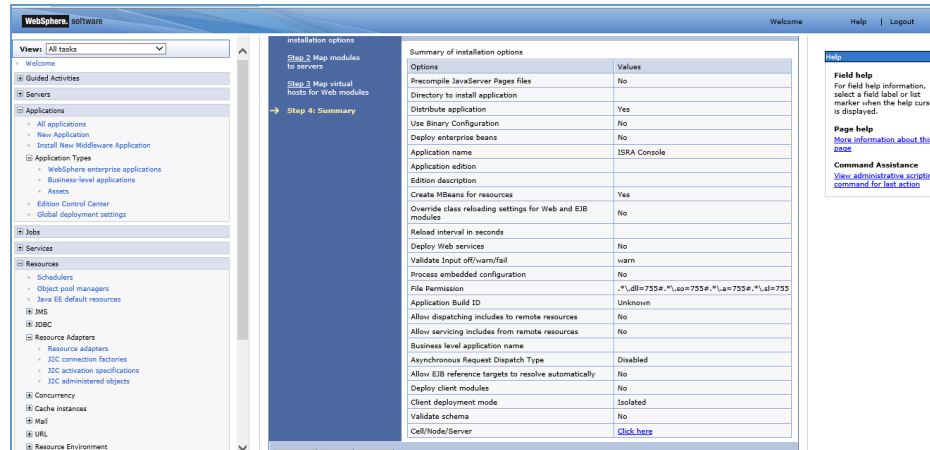 WebSphere. software
Welcome
Help | Logout
View: All tasks
Welcome
Guided Activities
Servers
Applications
All applications
New Application
Install New Middleware Application
Application Types
WebSphere enterprise applications
Business-level applications
Assets
Edition Control Center
Global deployment settings
Jobs
Services
Resources
Schedulers
Object pool managers
Java EE default resources
JMS
JDBC
Resource Adapters
Resource adapters
J2C connection factories
J2C activation specifications
J2C administered objects
Concurrency
Cache instances
Mail
URL
Resource Environment
installation options
Step 2 Map modules
to servers
Step 3 Map virtual
hosts for Web modules
Step 4: Summary
Summary of installation options
Options Values
Precompile JavaServer Pages files No
Directory to install application
Distribute application Yes
Use Binary Configuration No
Deploy enterprise beans No
Application name ISRA Console
Application edition
Edition description
Create MBeans for resources Yes
Override class reloading settings for Web and EJB
modules No
Reload interval in seconds
Deploy Web services No
Validate Input off/warn/fail warn
Process embedded configuration No
File Permission .*\.dll=755#.*\.so=755#.*\.a=755#.*\.sl=755
Application Build ID Unknown
Allow dispatching includes to remote resources No
Allow servicing includes from remote resources No
Business level application name
Asynchronous Request Dispatch Type Disabled
Allow EJB reference targets to resolve automatically No
Deploy client modules No
Client deployment mode Isolated
Validate schema No
Cell/Node/Server Click here
Help
Field help
For field help information,
select a field label or list
marker when the help curs
is displayed.
Page help
More information about this
page
Command Assistance
View administrative scriptin
command for last action